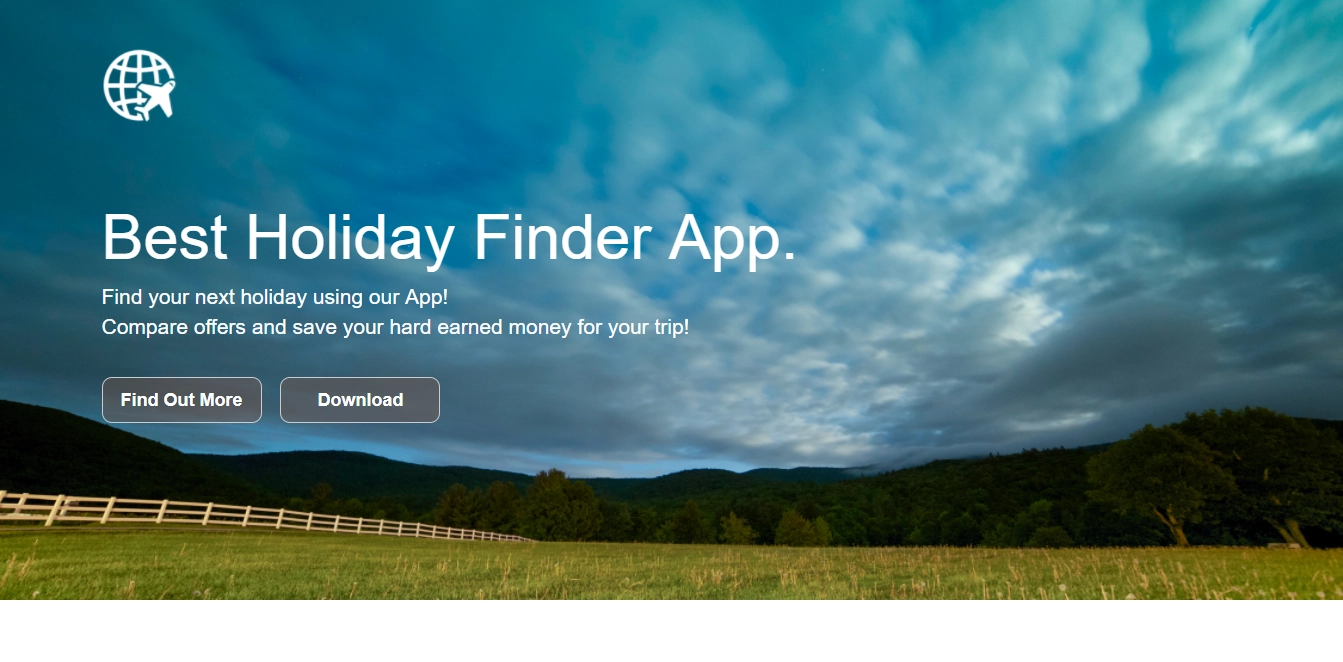 Best Holiday Finder App.
Find your next holiday using our App!
Compare offers and save your hard earned money for your trip!
Find Out More
Download